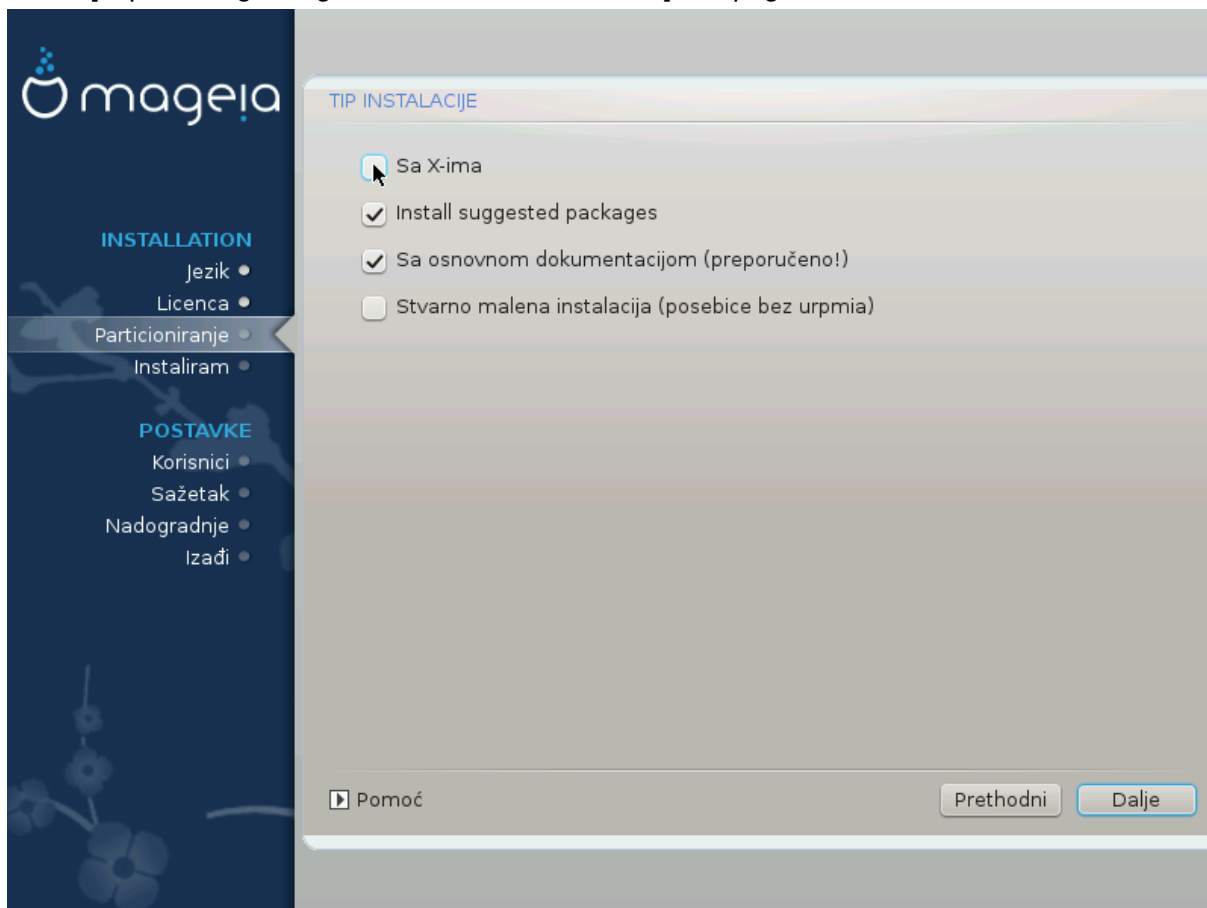 mageia
TIP INSTALACIJE
Sa X-ima
Install suggested packages
Sa osnovnom dokumentacijom (preporučeno!)
Stvarno malena instalacija (posebice bez urpmia)
INSTALLATION
Jezik
Licenca
Particioniranje
Instaliram
POSTAVKE
Korisnici
Sažetak
Nadogradnje
Izađi
Pomoć
Prethodni
Dalje